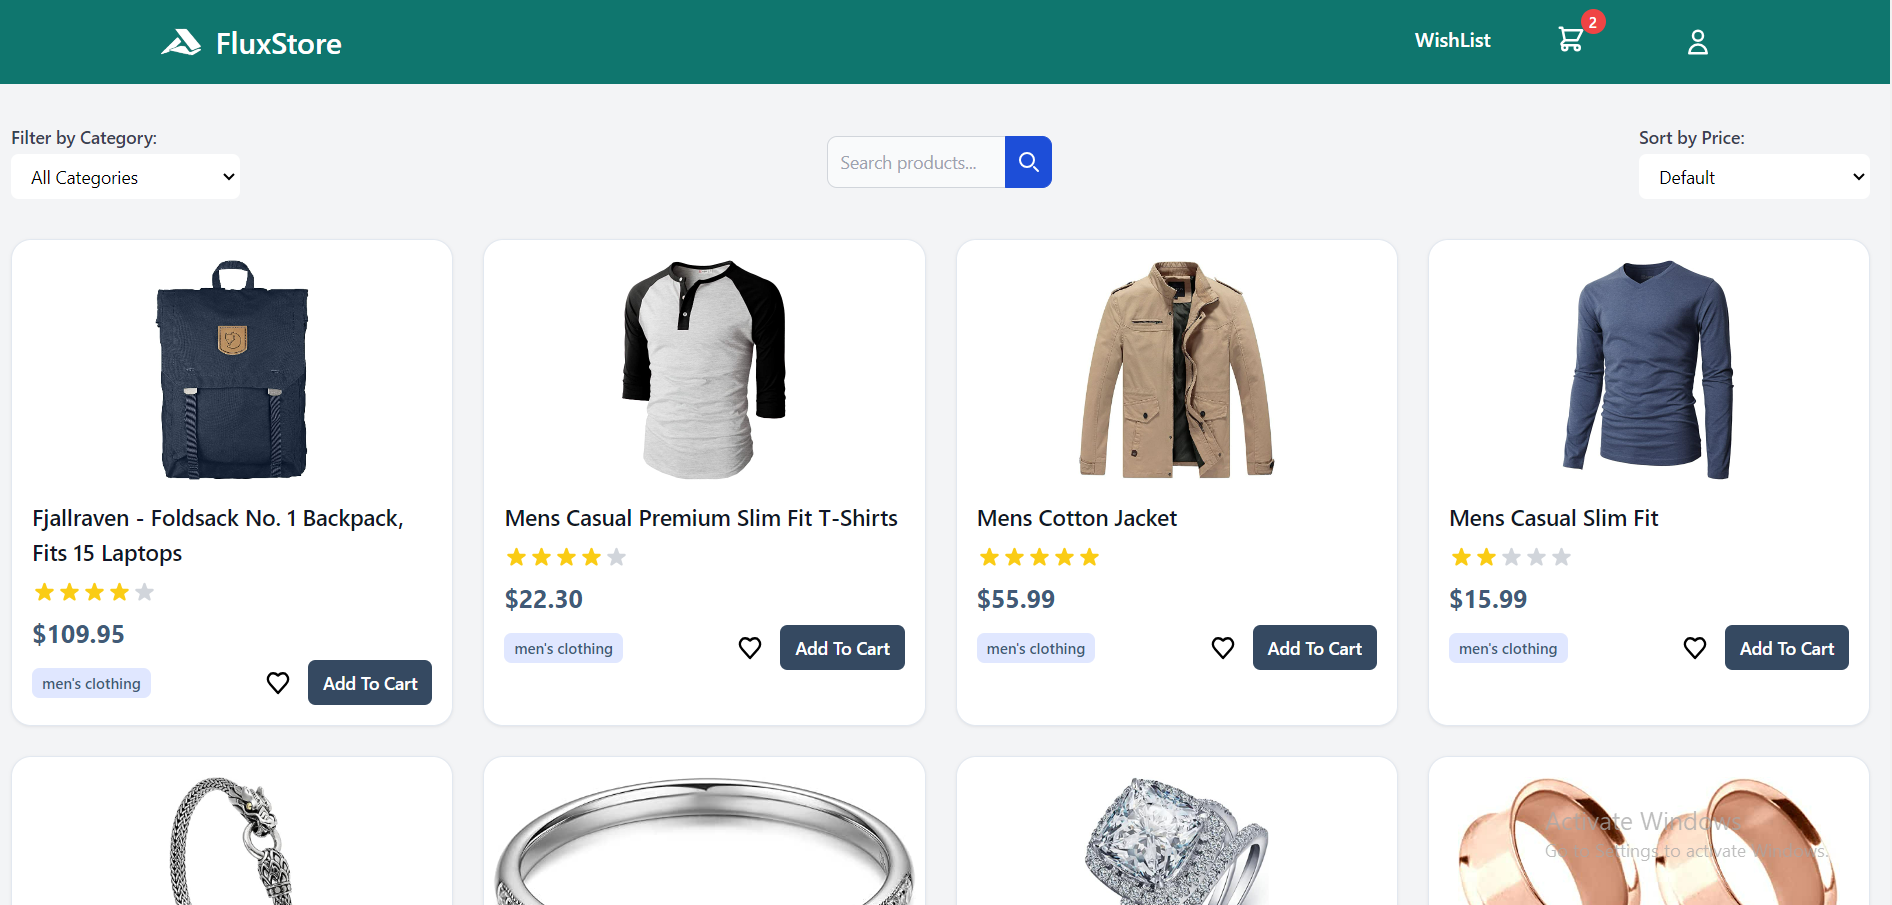 FluxStore
WishList
2
Filter by Category:
All Categories
Search products...
Sort by Price:
Default
Fjallraven - Foldsack No. 1 Backpack,
Fits 15 Laptops
$109.95
men's clothing
Add To Cart
Mens Casual Premium Slim Fit T-Shirts
$22.30
men's clothing
Add To Cart
Mens Cotton Jacket
$55.99
men's clothing
Add To Cart
Mens Casual Slim Fit
$15.99
men's clothing
Add To Cart
Activate Windows
Go to Settings to activate Windows.